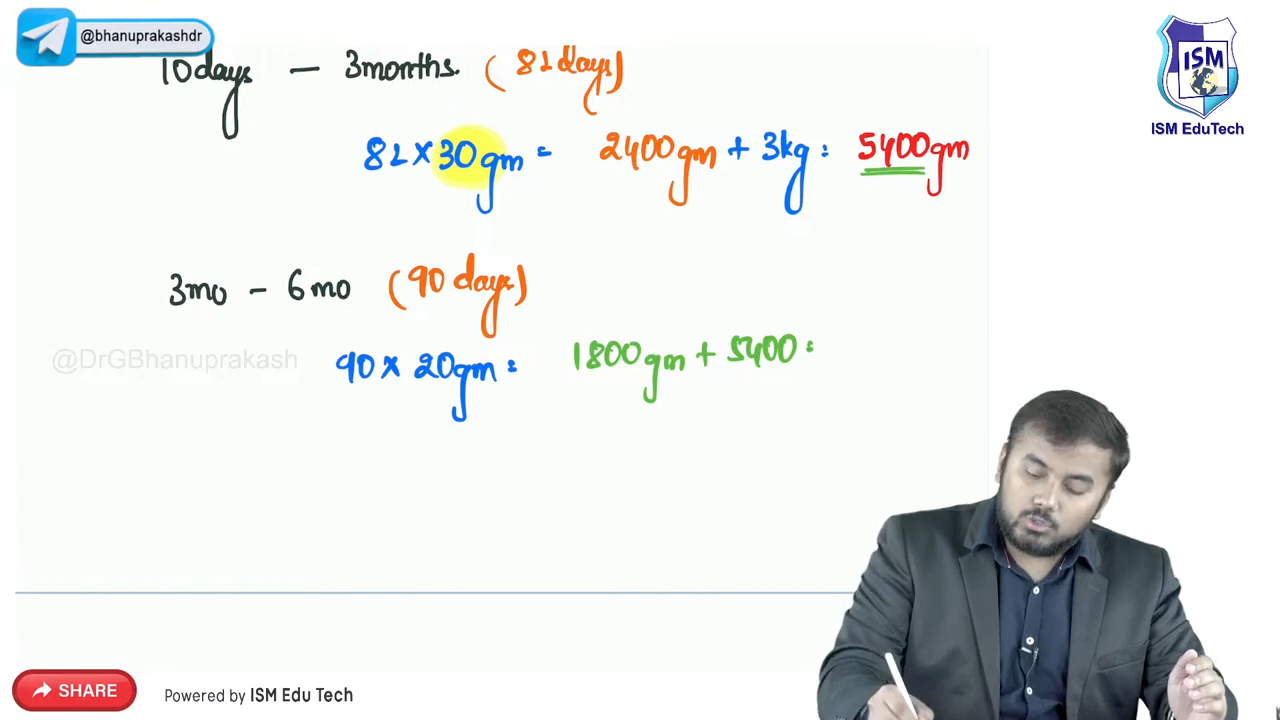 @bhanuprakashdr
ISM
ISM EduTech
10days — 3months. (81days)
81 × 30gm = 2400gm + 3kg : 5400gm
3mo - 6mo (90 days)
@DrGBhanuprakash
90 × 20gm = 1800gm + 5400 =
SHARE
Powered by ISM Edu Tech